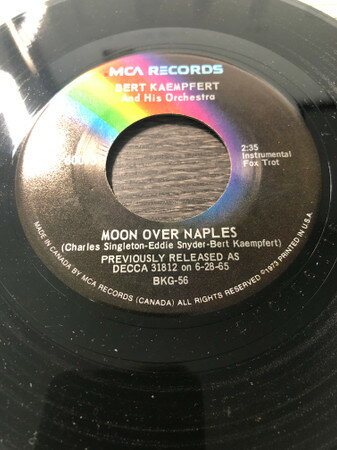 MCA RECORDS
BERT KAEMPFERT
And His Orchestra
2:35
Instrumental
Fox Trot
MOON OVER NAPLES
(Charles Singleton-Eddie Snyder-Bert Kaempfert)
PREVIOUSLY RELEASED AS
DECCA 31812 on 6-28-65
BKG-56
MADE IN CANADA BY MCA RECORDS (CANADA) ALL RIGHTS RESERVED ©1973 PRINTED IN U.S.A.